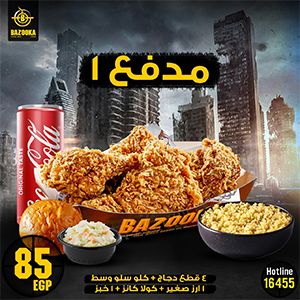 BAZOOKA
مدفع ١
ORIGINAL TASTE
Coca-Cola
BAZOOKA
85
EGP
٤ قطع دجاج + كلو سلو وسط
١ ارز صغير + كولا كانز + ١ خبز
Hotline
16455